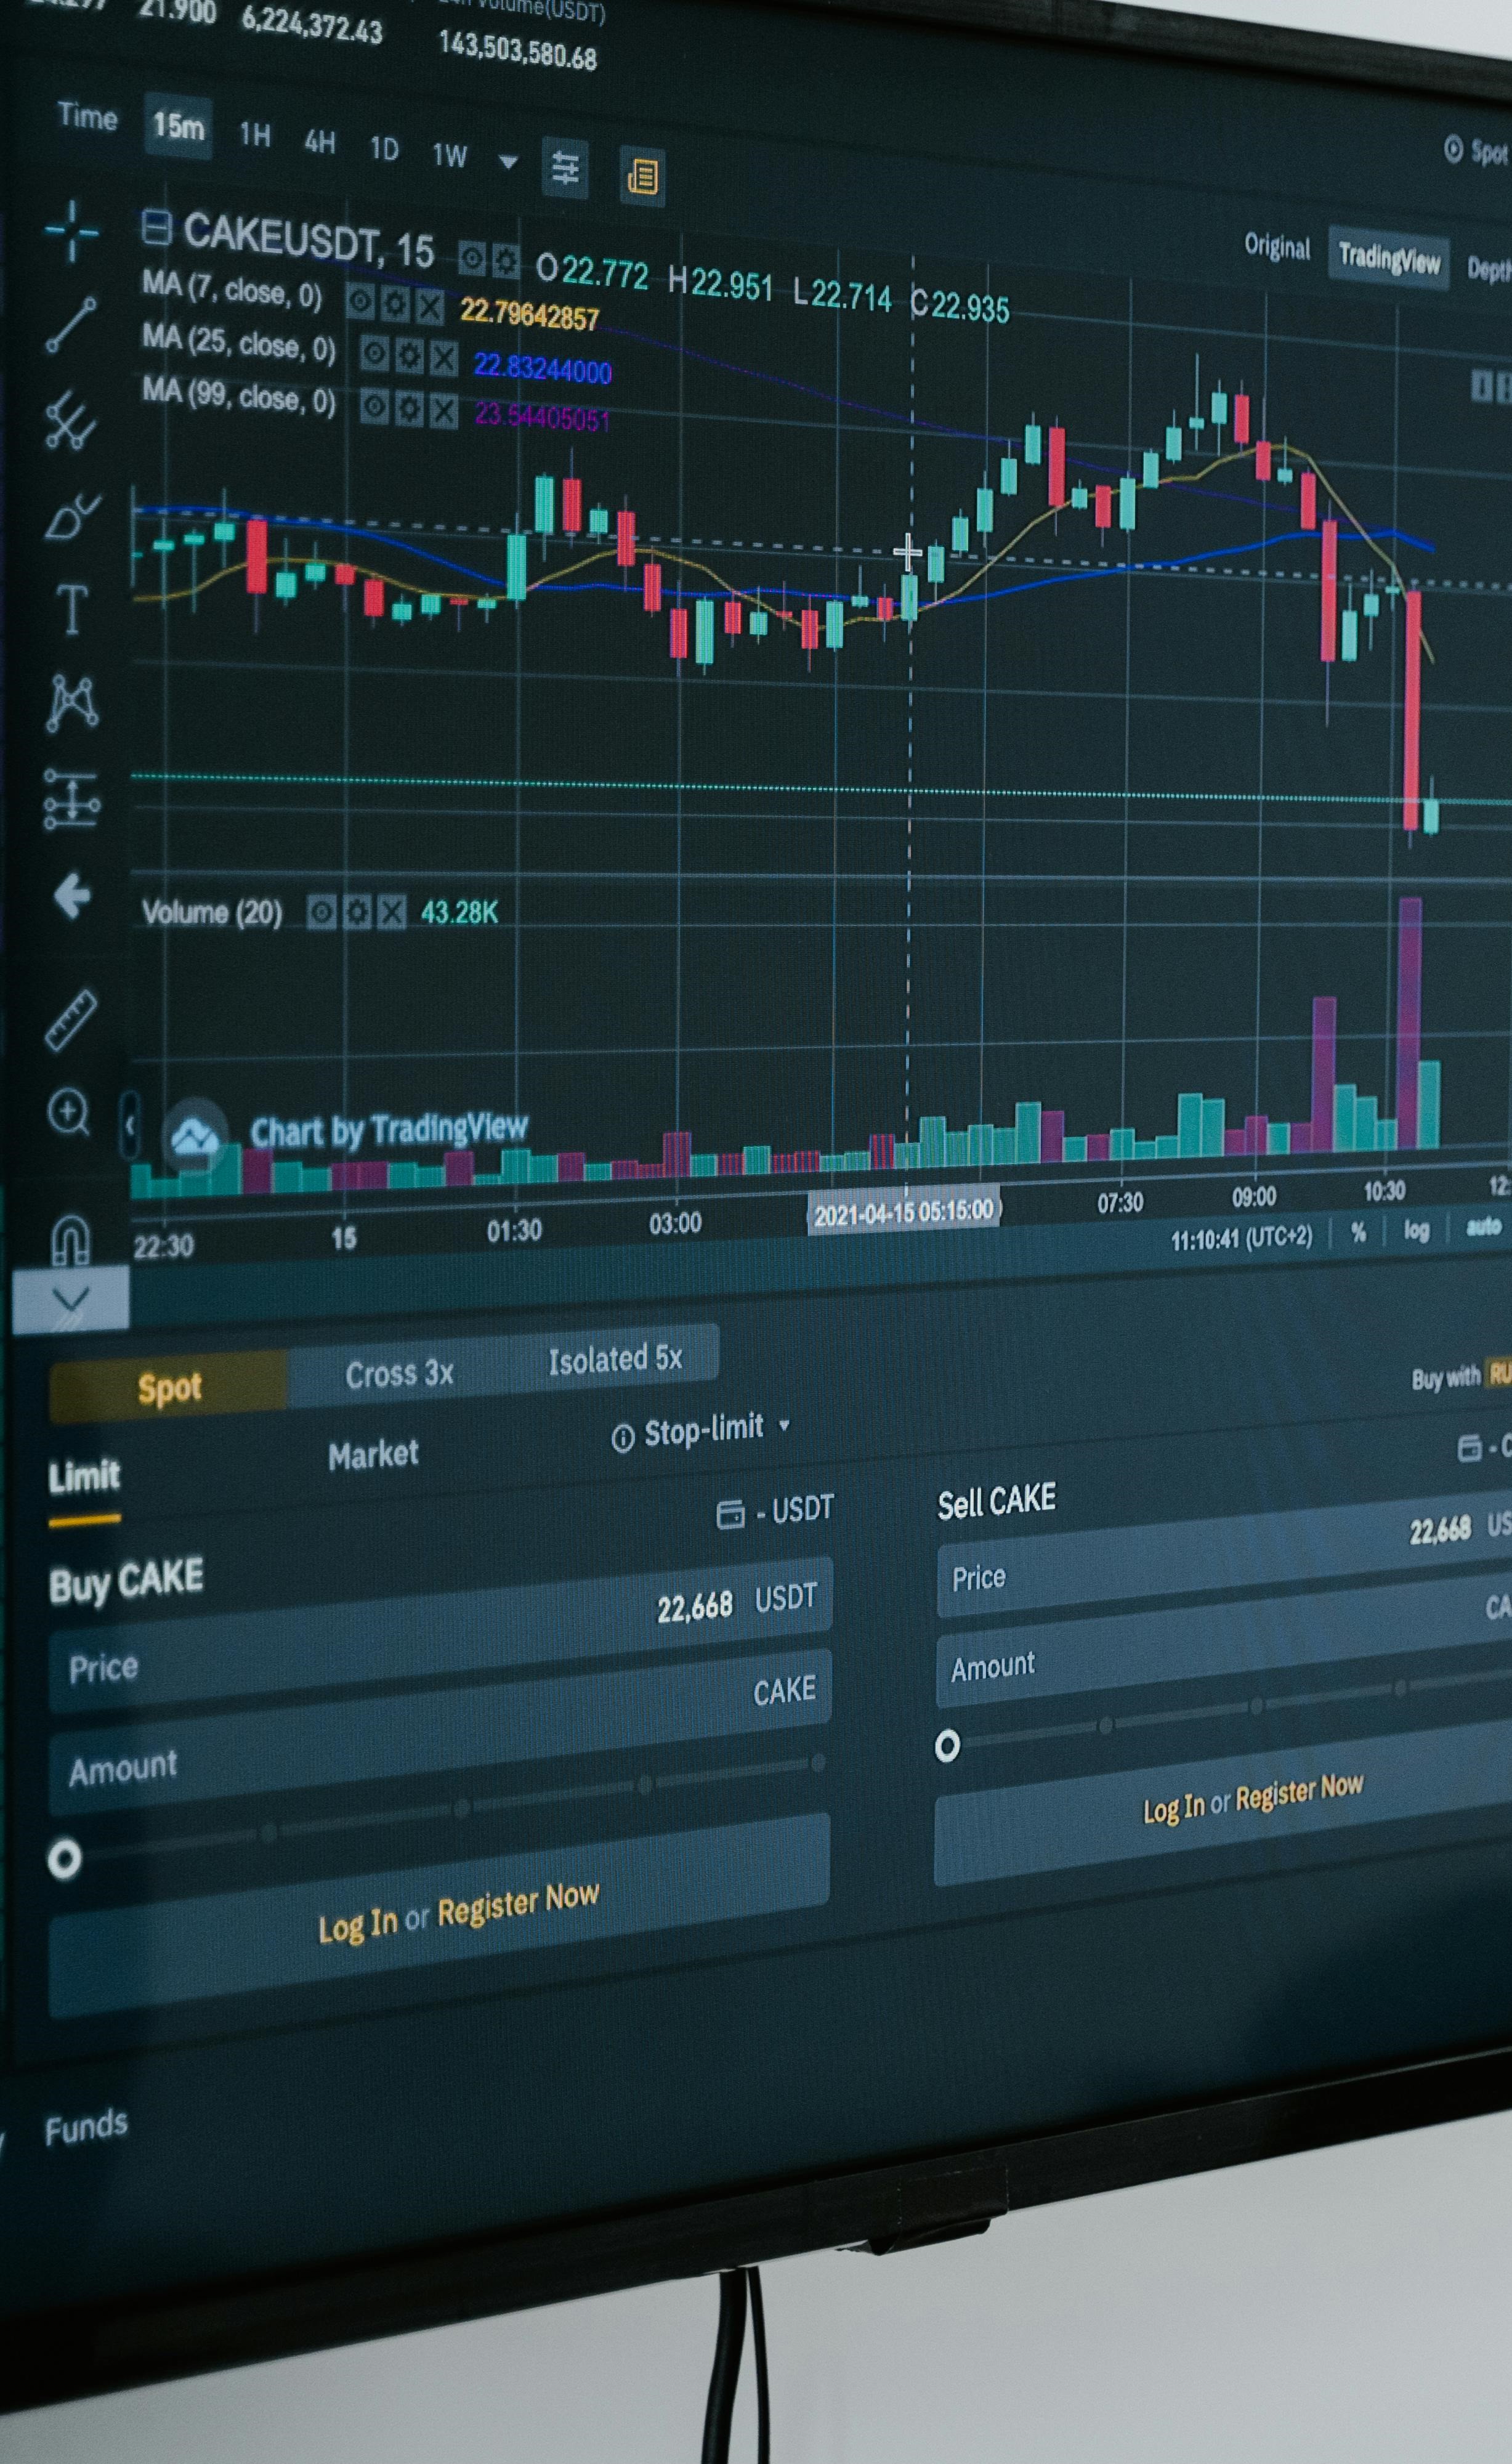 21.900 6,224,372.43 143,503,580.68
Time 15m 1H 4H 1D 1W
Spot
Original TradingView Depth
CAKEUSDT, 15 O22.772 H22.951 L22.714 C22.935
MA (7, close, 0) 22.79642857
MA (25, close, 0) 22.83244000
MA (99, close, 0) 23.54405051
Volume (20) 43.28K
Chart by TradingView
22:30 15 01:30 03:00 2021-04-15 05:15:00 07:30 09:00 10:30 12:
11:10:41 (UTC+2) % log auto
Spot Cross 3x Isolated 5x
Buy with RU
Limit Market Stop-limit
- USDT
Buy CAKE
Price 22,668 USDT
Amount CAKE
Log In or Register Now
- C
Sell CAKE
Price 22,668 US
Amount CA
Log In or Register Now
Funds